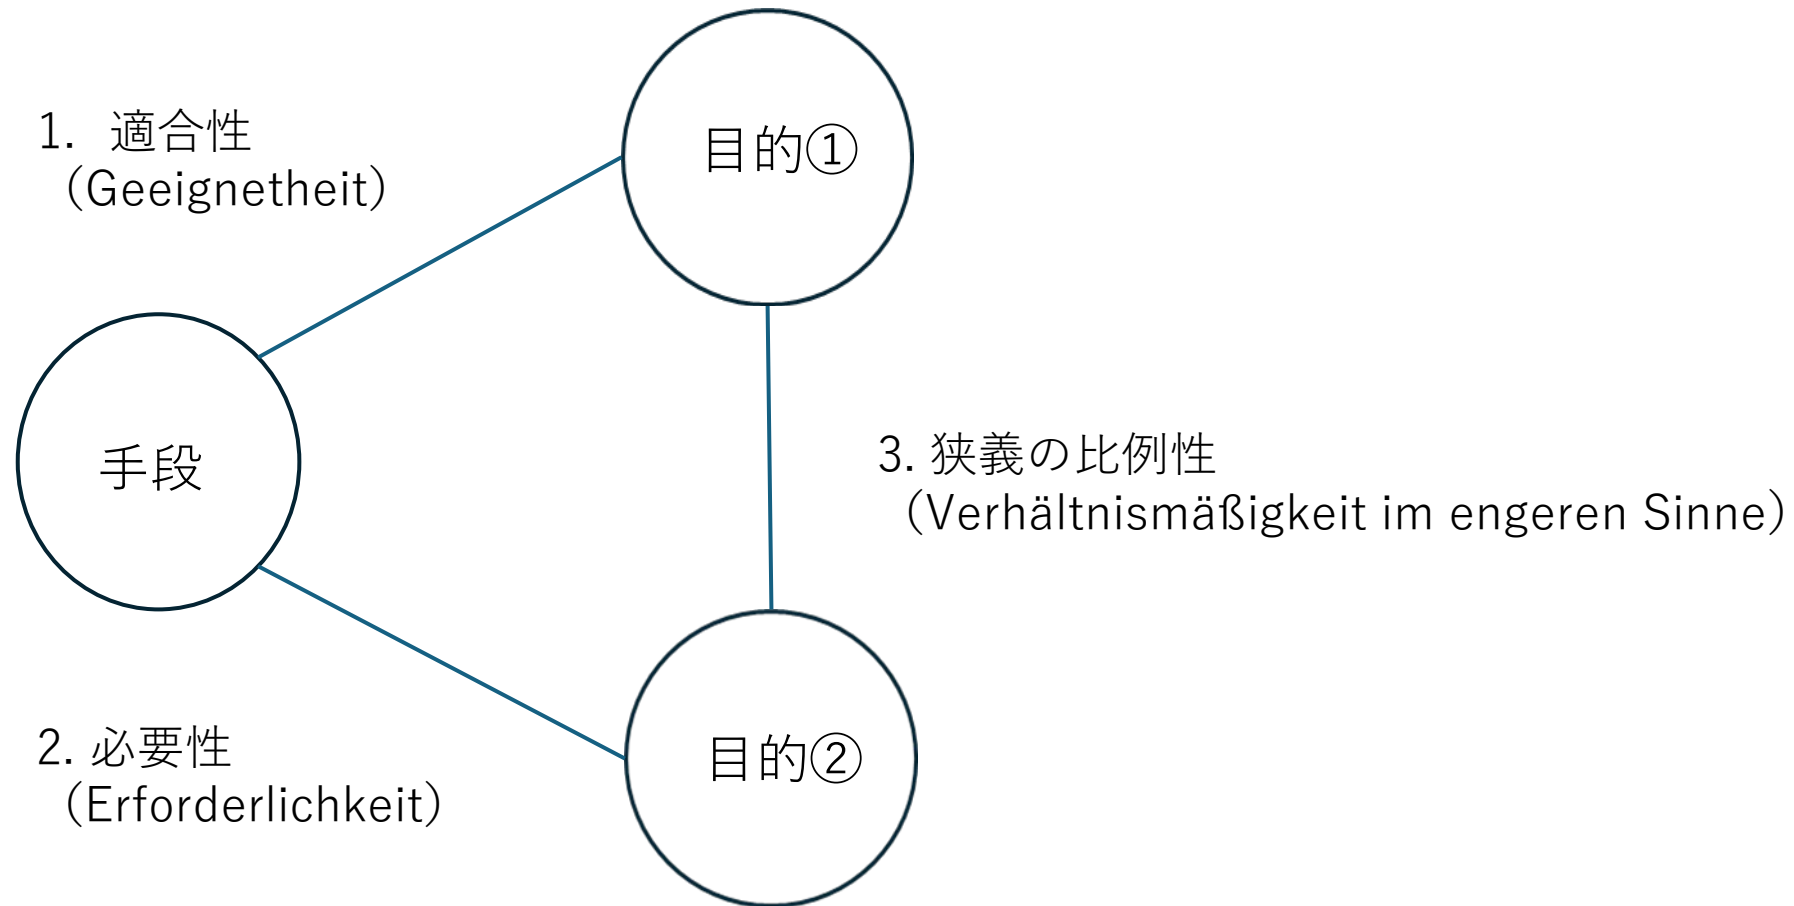 目的①
1. 適合性
（Geeignetheit）
手段
3. 狭義の比例性
（Verhältnismäßigkeit im engeren Sinne）
2. 必要性
（Erforderlichkeit）
目的②